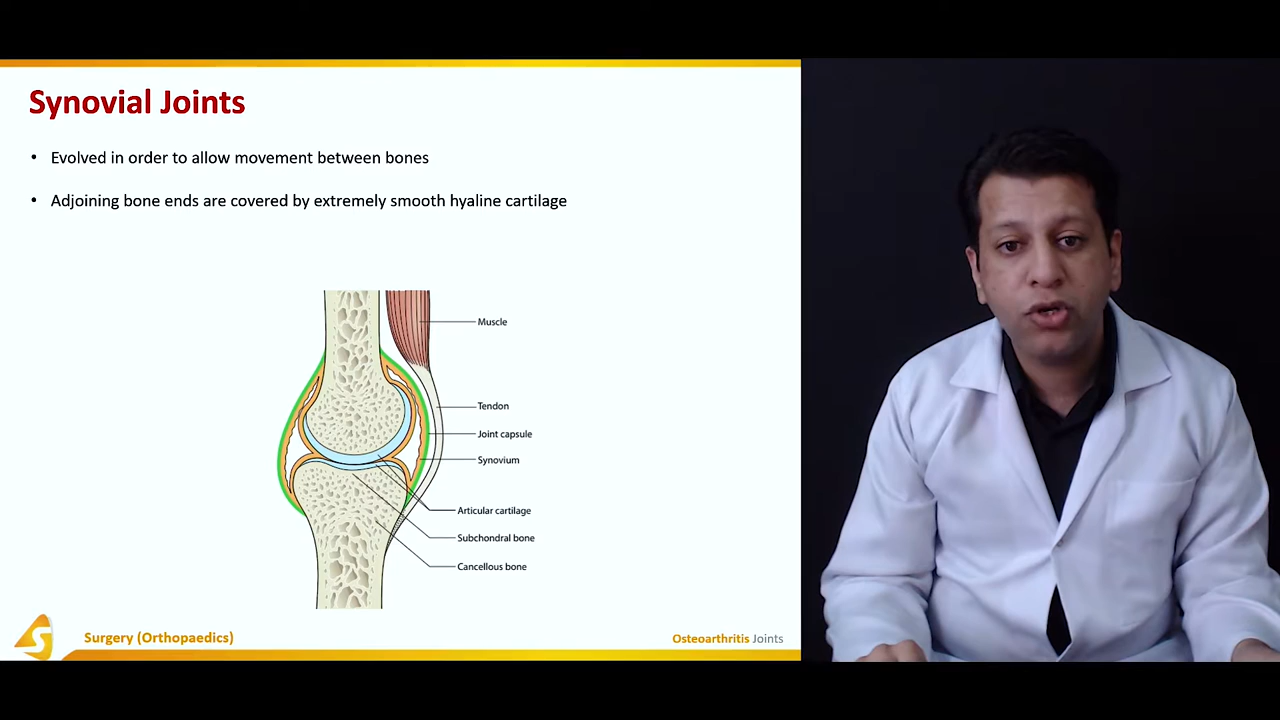 Synovial Joints
• Evolved in order to allow movement between bones
• Adjoining bone ends are covered by extremely smooth hyaline cartilage
Muscle
Tendon
Joint capsule
Synovium
Articular cartilage
Subchondral bone
Cancellous bone
Surgery (Orthopaedics)
Osteoarthritis Joints